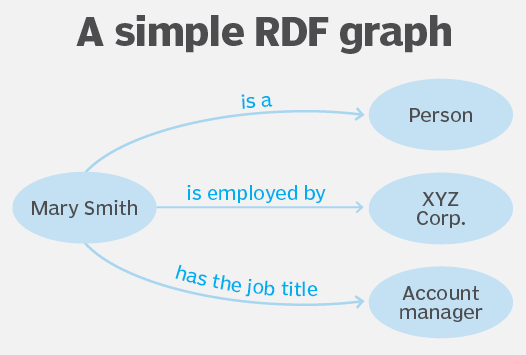 A simple RDF graph
is a
Person
Mary Smith
is employed by
XYZ
Corp.
has the job title
Account
manager